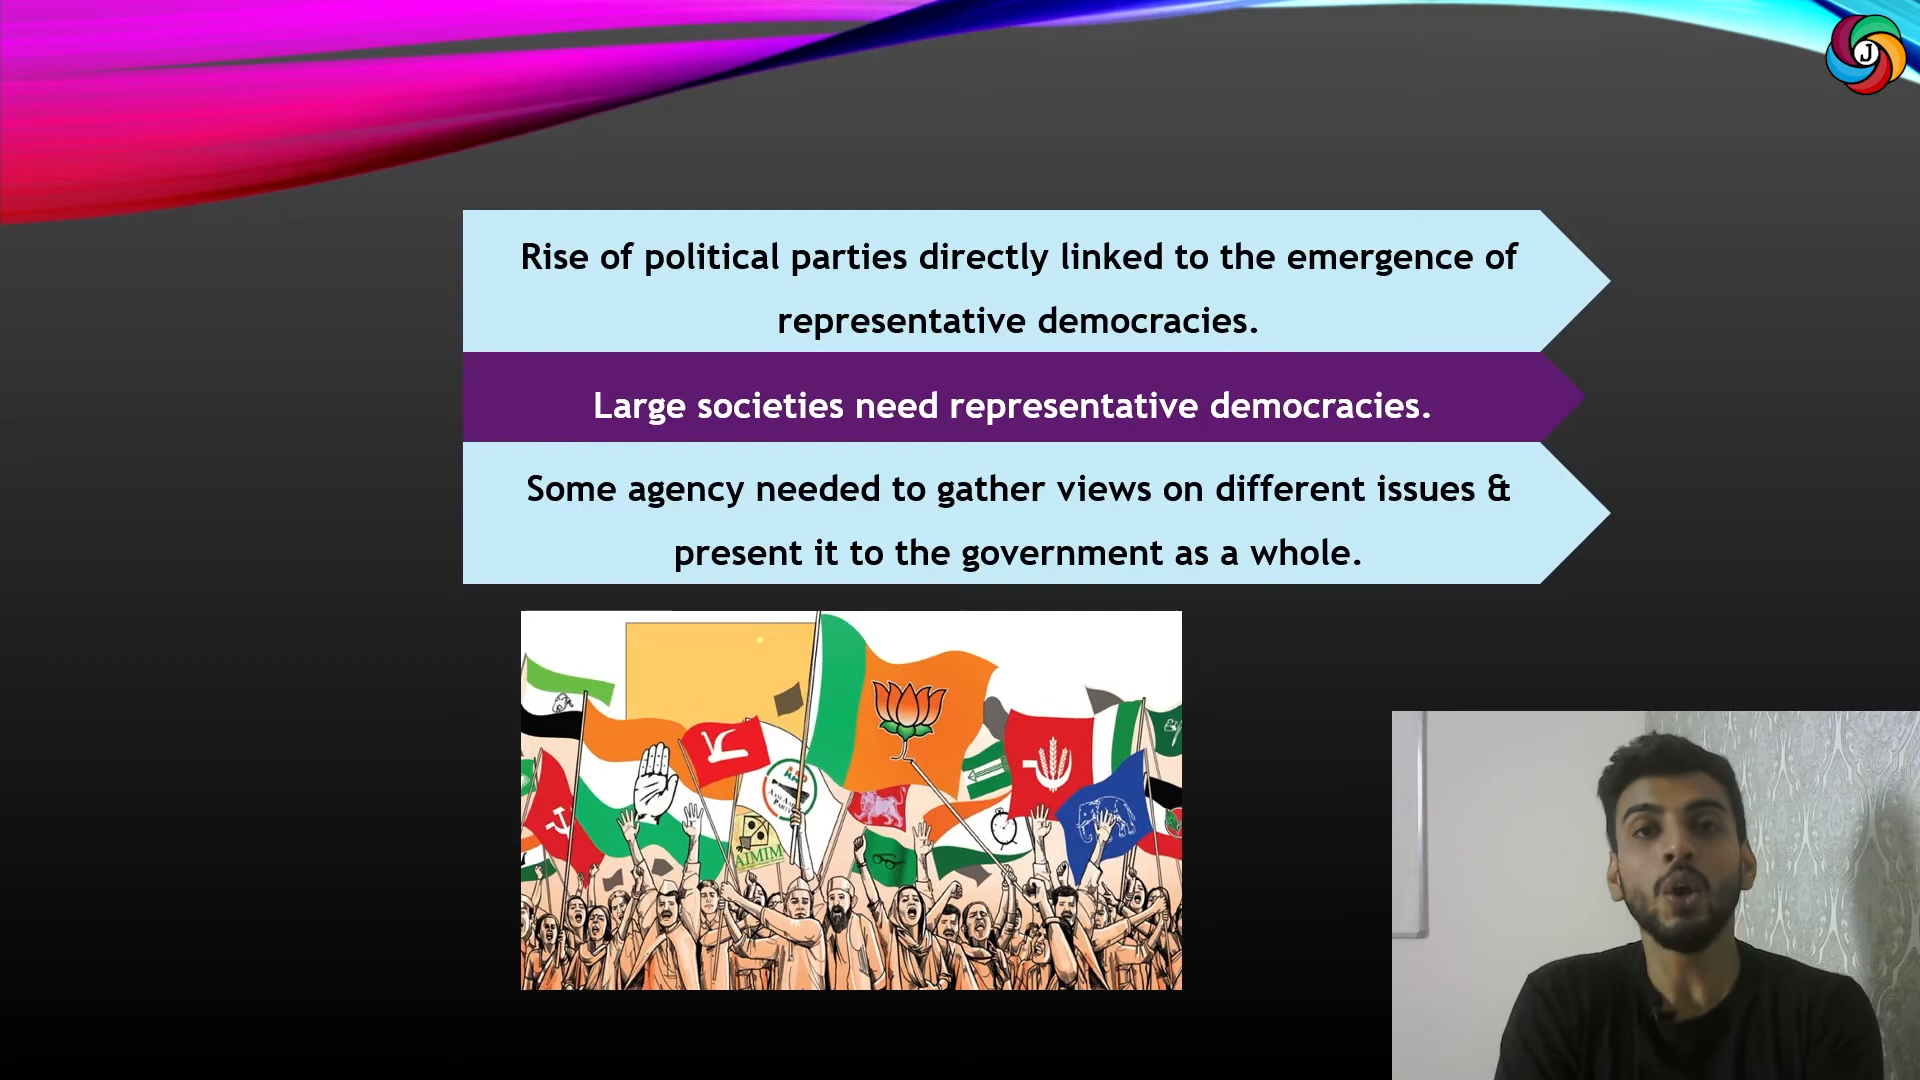 J
Rise of political parties directly linked to the emergence of
representative democracies.
Large societies need representative democracies.
Some agency needed to gather views on different issues &
present it to the government as a whole.
AIMIM